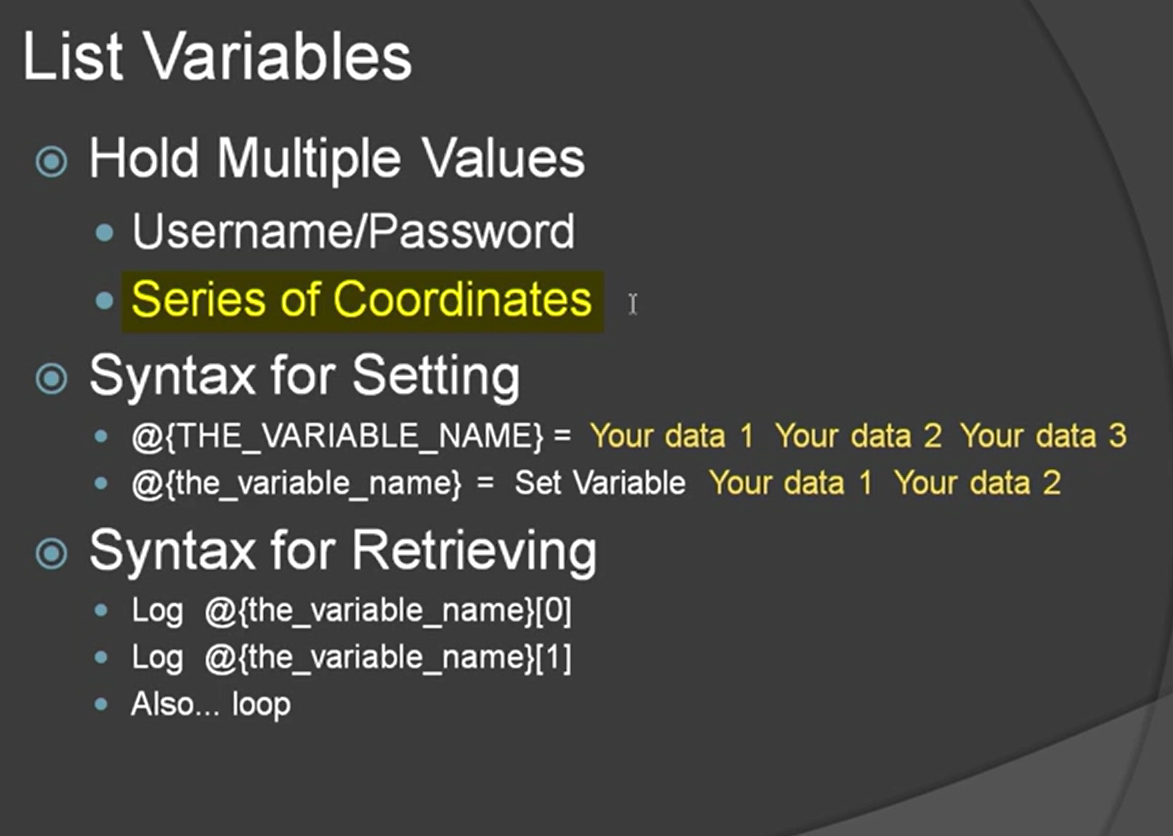 List Variables
Hold Multiple Values
Username/Password
Series of Coordinates
Syntax for Setting
@{THE_VARIABLE_NAME} = Your data 1 Your data 2 Your data 3
@{the_variable_name} = Set Variable Your data 1 Your data 2
Syntax for Retrieving
Log @{the_variable_name}[0]
Log @{the_variable_name}[1]
Also... loop